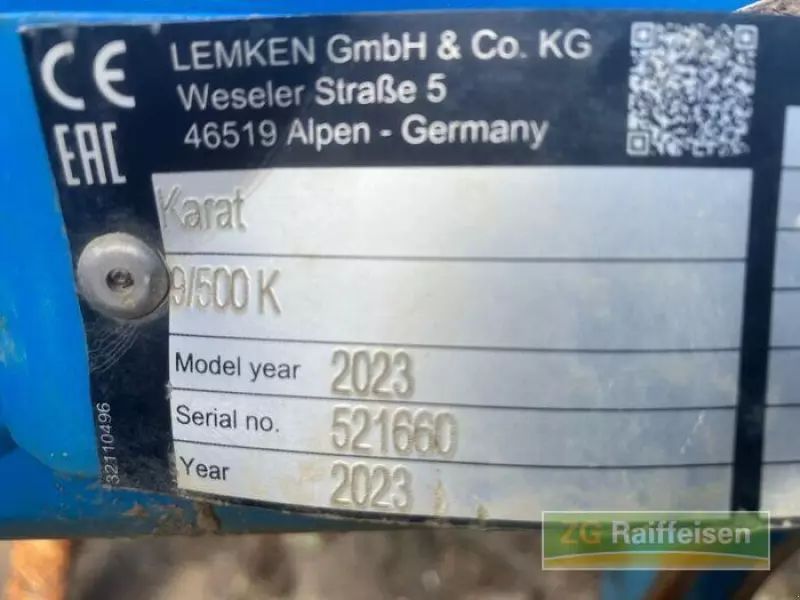 CE
EAC
LEMKEN GmbH & Co. KG
Weseler Straße 5
46519 Alpen - Germany
Karat
9/500 K
Model year 2023
Serial no. 521660
Year 2023
32110496
ZG Raiffeisen